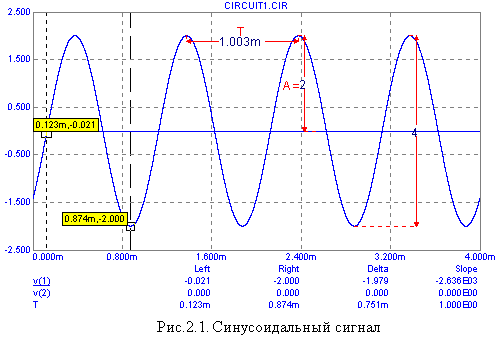 CIRCUIT1.CIR
2.500
T
1.003m
1.500
A =2
0.500
0.123m,-0.021
4
-0.500
0.874m,-2.000
-1.500
-2.500
0.000m 0.800m 1.600m 2.400m 3.200m 4.000m
Left Right Delta Slope
v(1) -0.021 -2.000 -1.979 -2.636E03
v(2) 0.000 0.000 0.000 0.000E00
T 0.123m 0.874m 0.751m 1.000E00
Рис.2.1. Синусоидальный сигнал